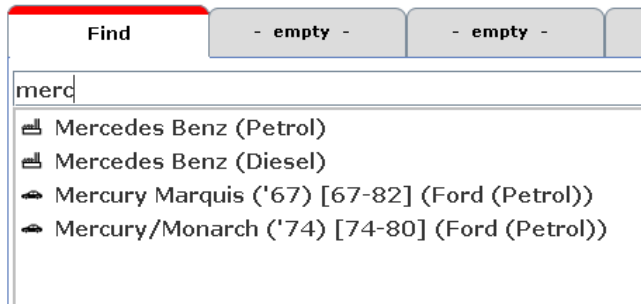 Find - empty - - empty -
merc
Mercedes Benz (Petrol)
Mercedes Benz (Diesel)
Mercury Marquis ('67) [67-82] (Ford (Petrol))
Mercury/Monarch ('74) [74-80] (Ford (Petrol))